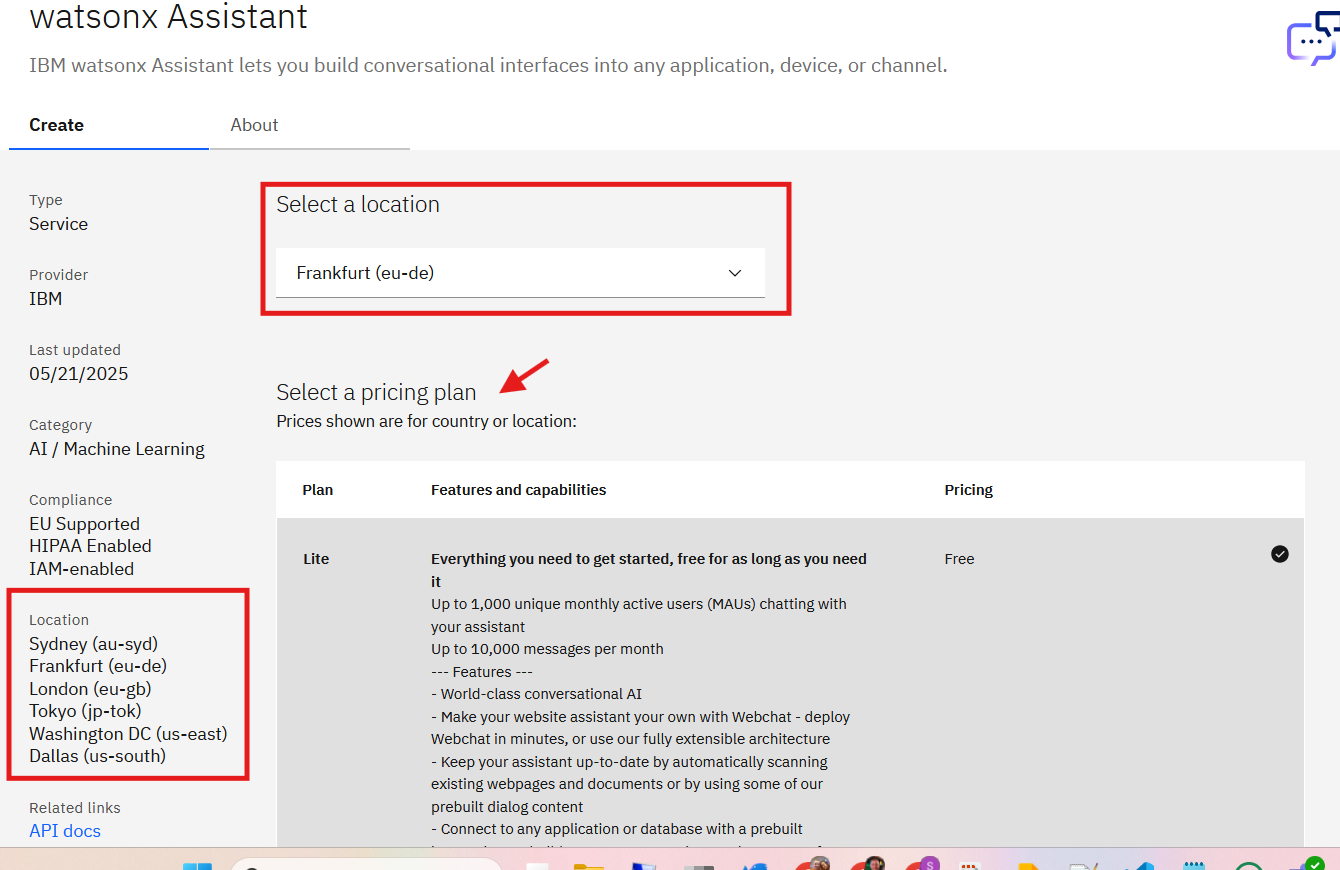 watsonx Assistant
IBM watsonx Assistant lets you build conversational interfaces into any application, device, or channel.
Create
About
Type
Service
Provider
IBM
Last updated
05/21/2025
Category
AI / Machine Learning
Compliance
EU Supported
HIPAA Enabled
IAM-enabled
Location
Sydney (au-syd)
Frankfurt (eu-de)
London (eu-gb)
Tokyo (jp-tok)
Washington DC (us-east)
Dallas (us-south)
Related links
API docs
Select a location
Frankfurt (eu-de)
Select a pricing plan
Prices shown are for country or location:
Plan
Features and capabilities
Pricing
Lite
Everything you need to get started, free for as long as you need
it
Up to 1,000 unique monthly active users (MAUs) chatting with
your assistant
Up to 10,000 messages per month
--- Features ---
- World-class conversational AI
- Make your website assistant your own with Webchat - deploy
Webchat in minutes, or use our fully extensible architecture
- Keep your assistant up-to-date by automatically scanning
existing webpages and documents or by using some of our
prebuilt dialog content
- Connect to any application or database with a prebuilt
Free
S